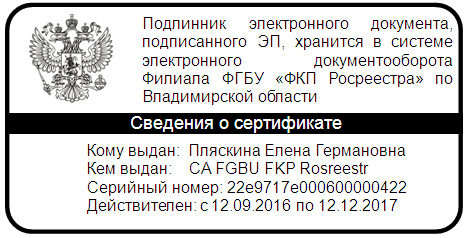 Подлинник электронного документа,
подписанного ЭП, хранится в системе
электронного документооборота
Филиала ФГБУ «ФКП Росреестра» по
Владимирской области
Сведения о сертификате
Кому выдан: Пляскина Елена Германовна
Кем выдан: CA FGBU FKP Rosreestr
Серийный номер: 22e9717e000600000422
Действителен: с 12.09.2016 по 12.12.2017